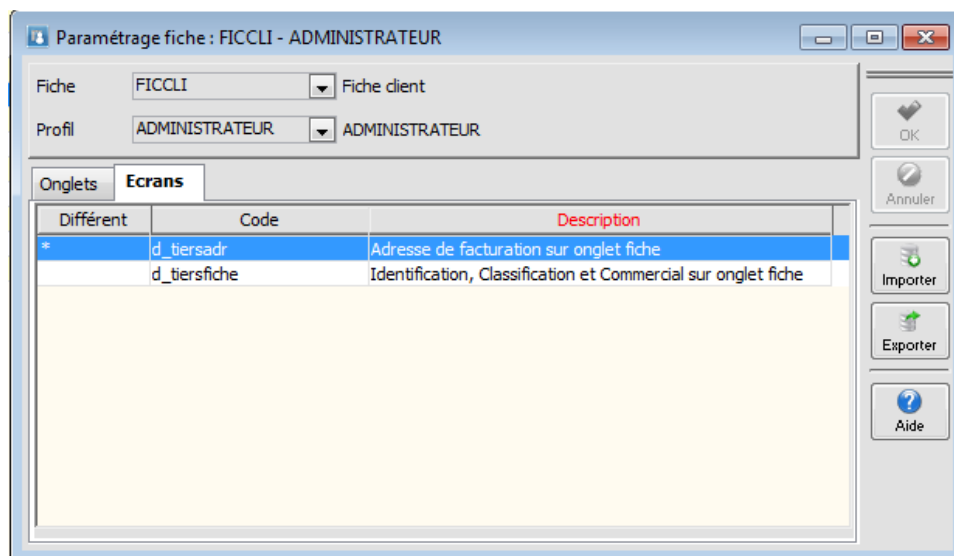 Paramétrage fiche : FICCLI - ADMINISTRATEUR
Fiche FICCLI Fiche client
Profil ADMINISTRATEUR ADMINISTRATEUR
OK
Annuler
Onglets Ecrans
Différent Code Description
* d_tiersadr Adresse de facturation sur onglet fiche
d_tiersfiche Identification, Classification et Commercial sur onglet fiche
Importer
Exporter
Aide